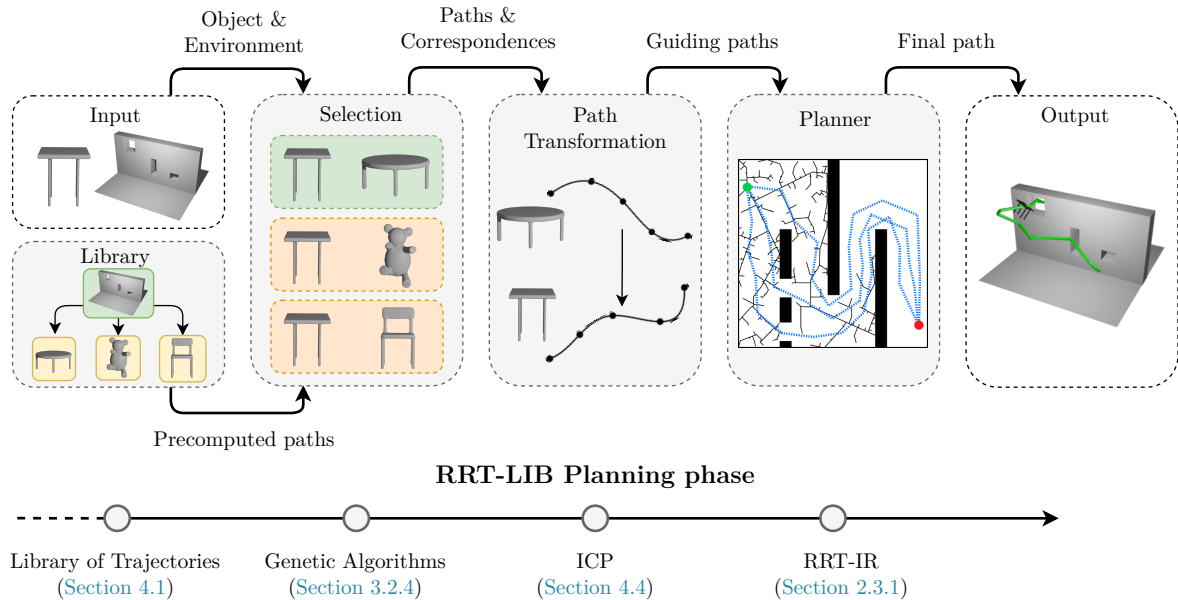 Object &
Environment
Paths &
Correspondences
Guiding paths
Final path
Input
Selection
Path
Transformation
Planner
Output
Library
Precomputed paths
RRT-LIB Planning phase
Library of Trajectories
(Section 4.1)
Genetic Algorithms
(Section 3.2.4)
ICP
(Section 4.4)
RRT-IR
(Section 2.3.1)